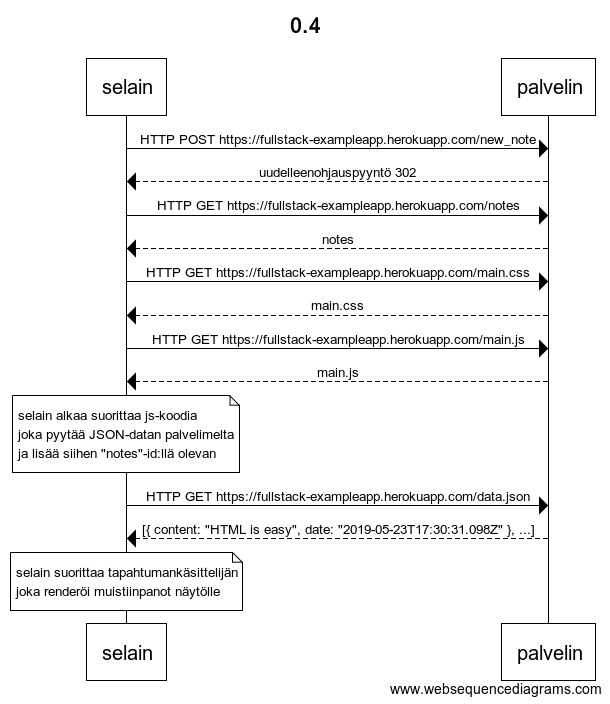 0.4
selain palvelin
HTTP POST https://fullstack-exampleapp.herokuapp.com/new_note
uudelleenohjauspyyntö 302
HTTP GET https://fullstack-exampleapp.herokuapp.com/notes
notes
HTTP GET https://fullstack-exampleapp.herokuapp.com/main.css
main.css
HTTP GET https://fullstack-exampleapp.herokuapp.com/main.js
main.js
selain alkaa suorittaa js-koodia
joka pyytää JSON-datan palvelimelta
ja lisää siihen "notes"-id:llä olevan
HTTP GET https://fullstack-exampleapp.herokuapp.com/data.json
[{ content: "HTML is easy", date: "2019-05-23T17:30:31.098Z" }, ...]
selain suorittaa tapahtumankäsittelijän
joka renderöi muistiinpanot näytölle
selain palvelin
www.websequencediagrams.com